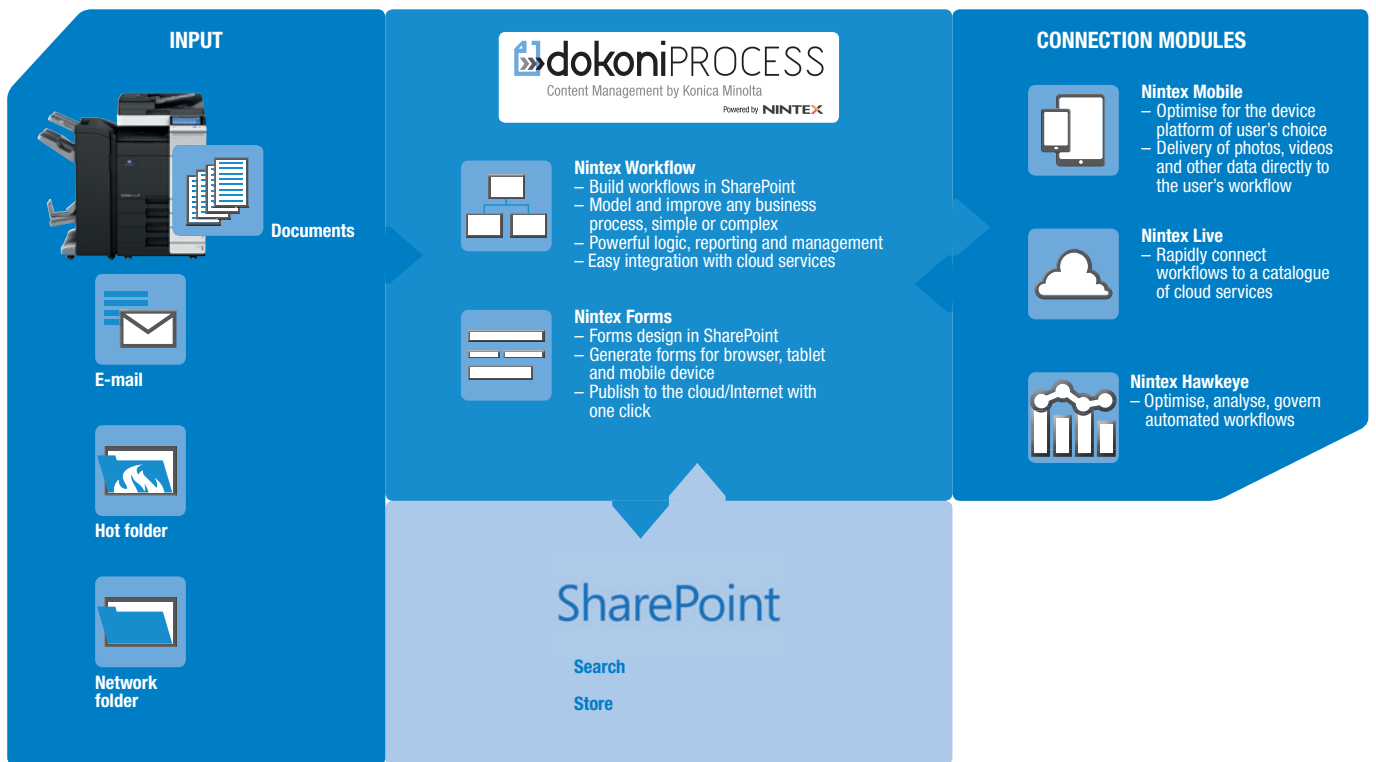 INPUT
Documents
E-mail
Hot folder
Network
folder
dokoniPROCESS
Content Management by Konica Minolta
Powered by NINTEX
Nintex Workflow
– Build workflows in SharePoint
– Model and improve any business
process, simple or complex
– Powerful logic, reporting and management
– Easy integration with cloud services
Nintex Forms
– Forms design in SharePoint
– Generate forms for browser, tablet
and mobile device
– Publish to the cloud/Internet with
one click
SharePoint
Search
Store
CONNECTION MODULES
Nintex Mobile
– Optimise for the device
platform of user's choice
– Delivery of photos, videos
and other data directly to
the user's workflow
Nintex Live
– Rapidly connect
workflows to a catalogue
of cloud services
Nintex Hawkeye
– Optimise, analyse, govern
automated workflows